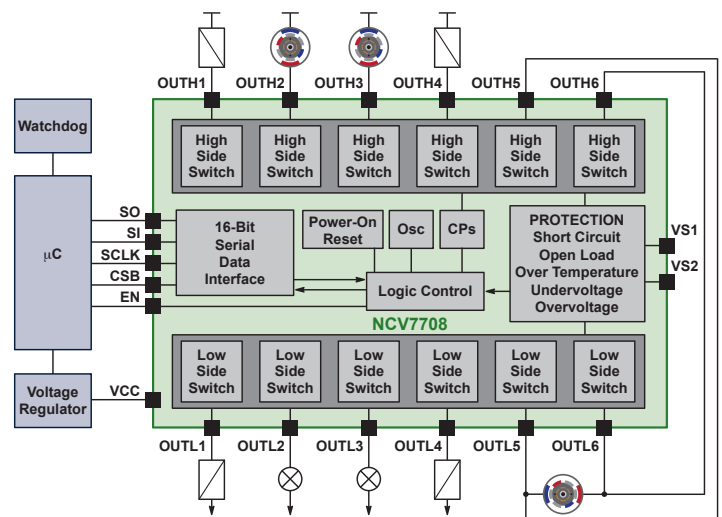 OUTH1
OUTH2
OUTH3
OUTH4
OUTH5
OUTH6
Watchdog
High
Side
Switch
High
Side
Switch
High
Side
Switch
High
Side
Switch
High
Side
Switch
High
Side
Switch
μC
SO
SI
SCLK
CSB
EN
16-Bit
Serial
Data
Interface
Power-On
Reset
Osc
CPs
Logic Control
PROTECTION
Short Circuit
Open Load
Over Temperature
Undervoltage
Overvoltage
VS1
VS2
NCV7708
Voltage
Regulator
VCC
Low
Side
Switch
Low
Side
Switch
Low
Side
Switch
Low
Side
Switch
Low
Side
Switch
Low
Side
Switch
OUTL1
OUTL2
OUTL3
OUTL4
OUTL5
OUTL6